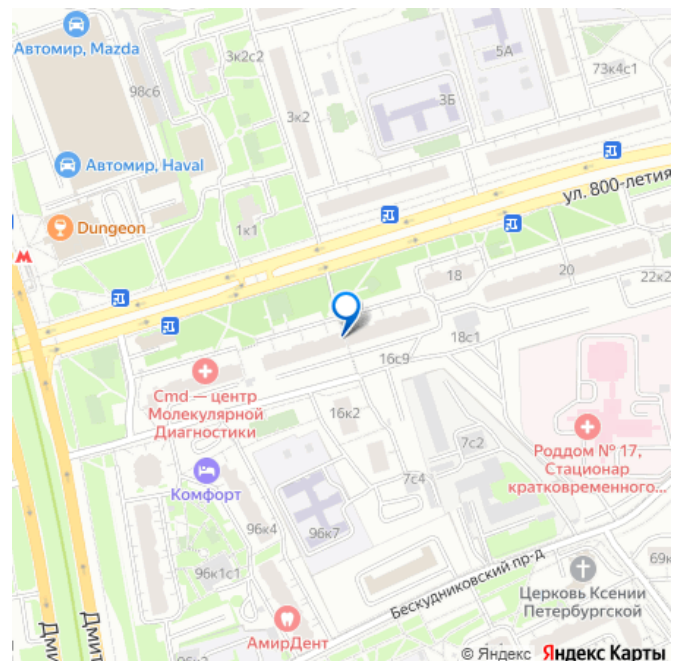 Автомир, Mazda
98с6
3к2с2
5А
73к4с1
3Б
3к2
Автомир, Haval
ул. 800-летия
Dungeon
1к1
18
20
22к2
18с1
16с9
Cmd — центр
Молекулярной
Диагностики
16к2
7с2
Роддом № 17,
Стационар
кратковременного...
7с4
Комфорт
96к4
96к7
96к1с1
Бескудниковский пр-д
69к
Церковь Ксении
Петербургской
АмирДент
Дми
Дмит
© Яндекс Яндекс Карты